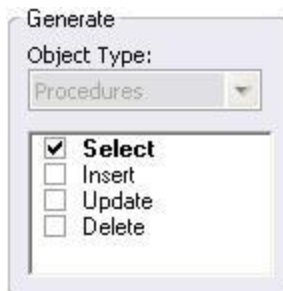 Generate
Object Type:
Procedures
Select
Insert
Update
Delete